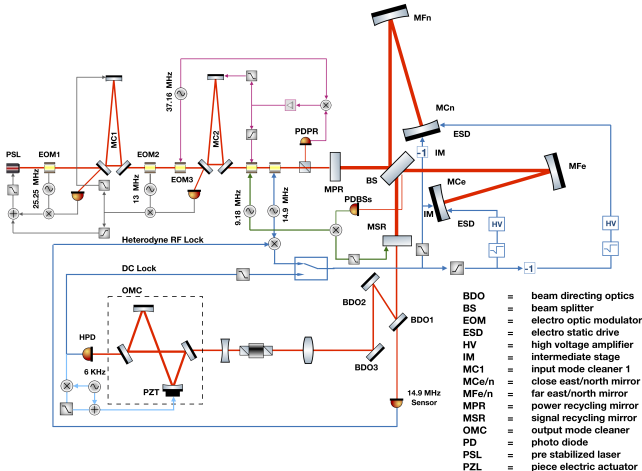 MFn
37.16 MHz
MC1
MC2
MCn
ESD
PDPR
-1
IM
PSL
EOM1
EOM2
EOM3
MPR
BS
MFe
MCe
25.25 MHz
13 MHz
9.18 MHz
14.9 MHz
PDBSs
IM
ESD
MSR
HV
HV
Heterodyne RF Lock
-1
DC Lock
OMC
BDO2
BDO1
HPD
6 KHz
PZT
BDO3
14.9 MHz
Sensor
BDO = beam directing optics
BS = beam splitter
EOM = electro optic modulator
ESD = electro static drive
HV = high voltage amplifier
IM = intermediate stage
MC1 = input mode cleaner 1
MCe/n = close east/north mirror
MFe/n = far east/north mirror
MPR = power recycling mirror
MSR = signal recycling mirror
OMC = output mode cleaner
PD = photo diode
PSL = pre stabilized laser
PZL = piece electric actuator